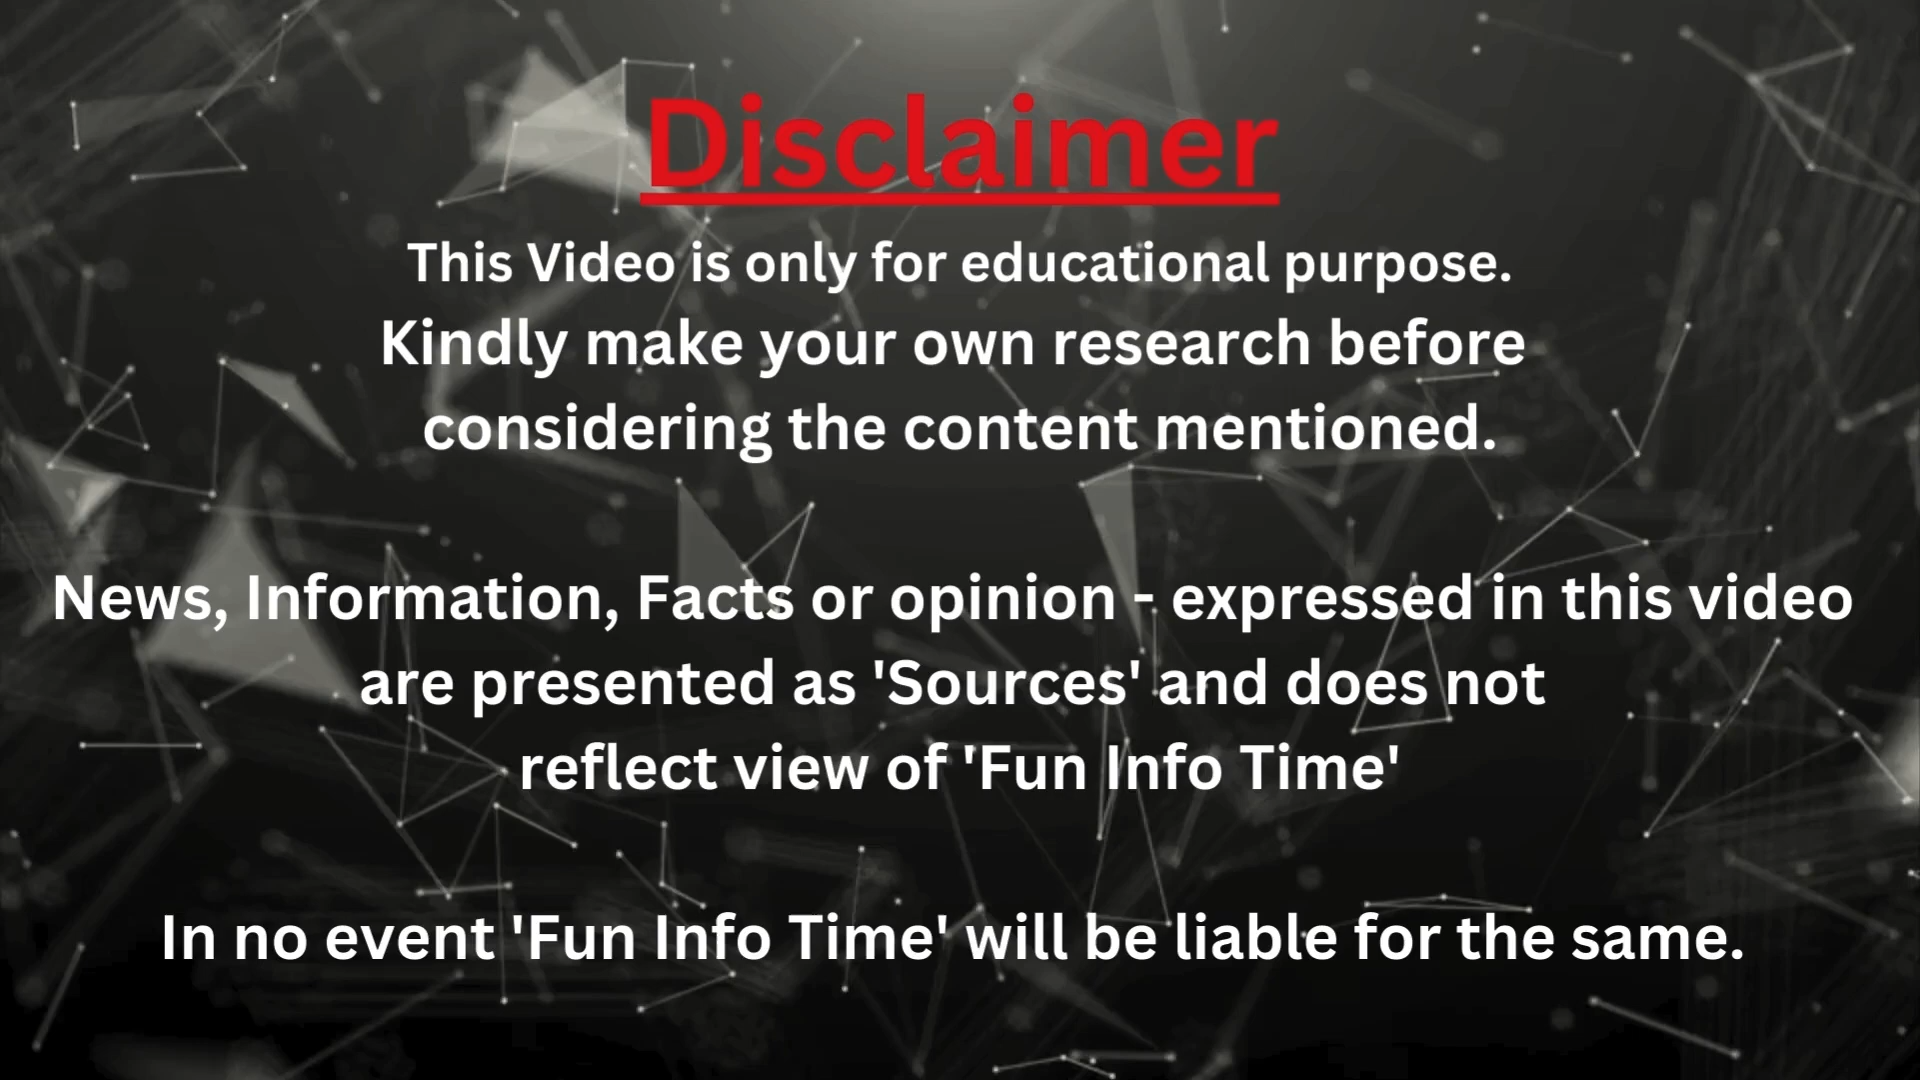 Disclaimer
This Video is only for educational purpose.
Kindly make your own research before
considering the content mentioned.
News, Information, Facts or opinion - expressed in this video
are presented as 'Sources' and does not
reflect view of 'Fun Info Time'
In no event 'Fun Info Time' will be liable for the same.